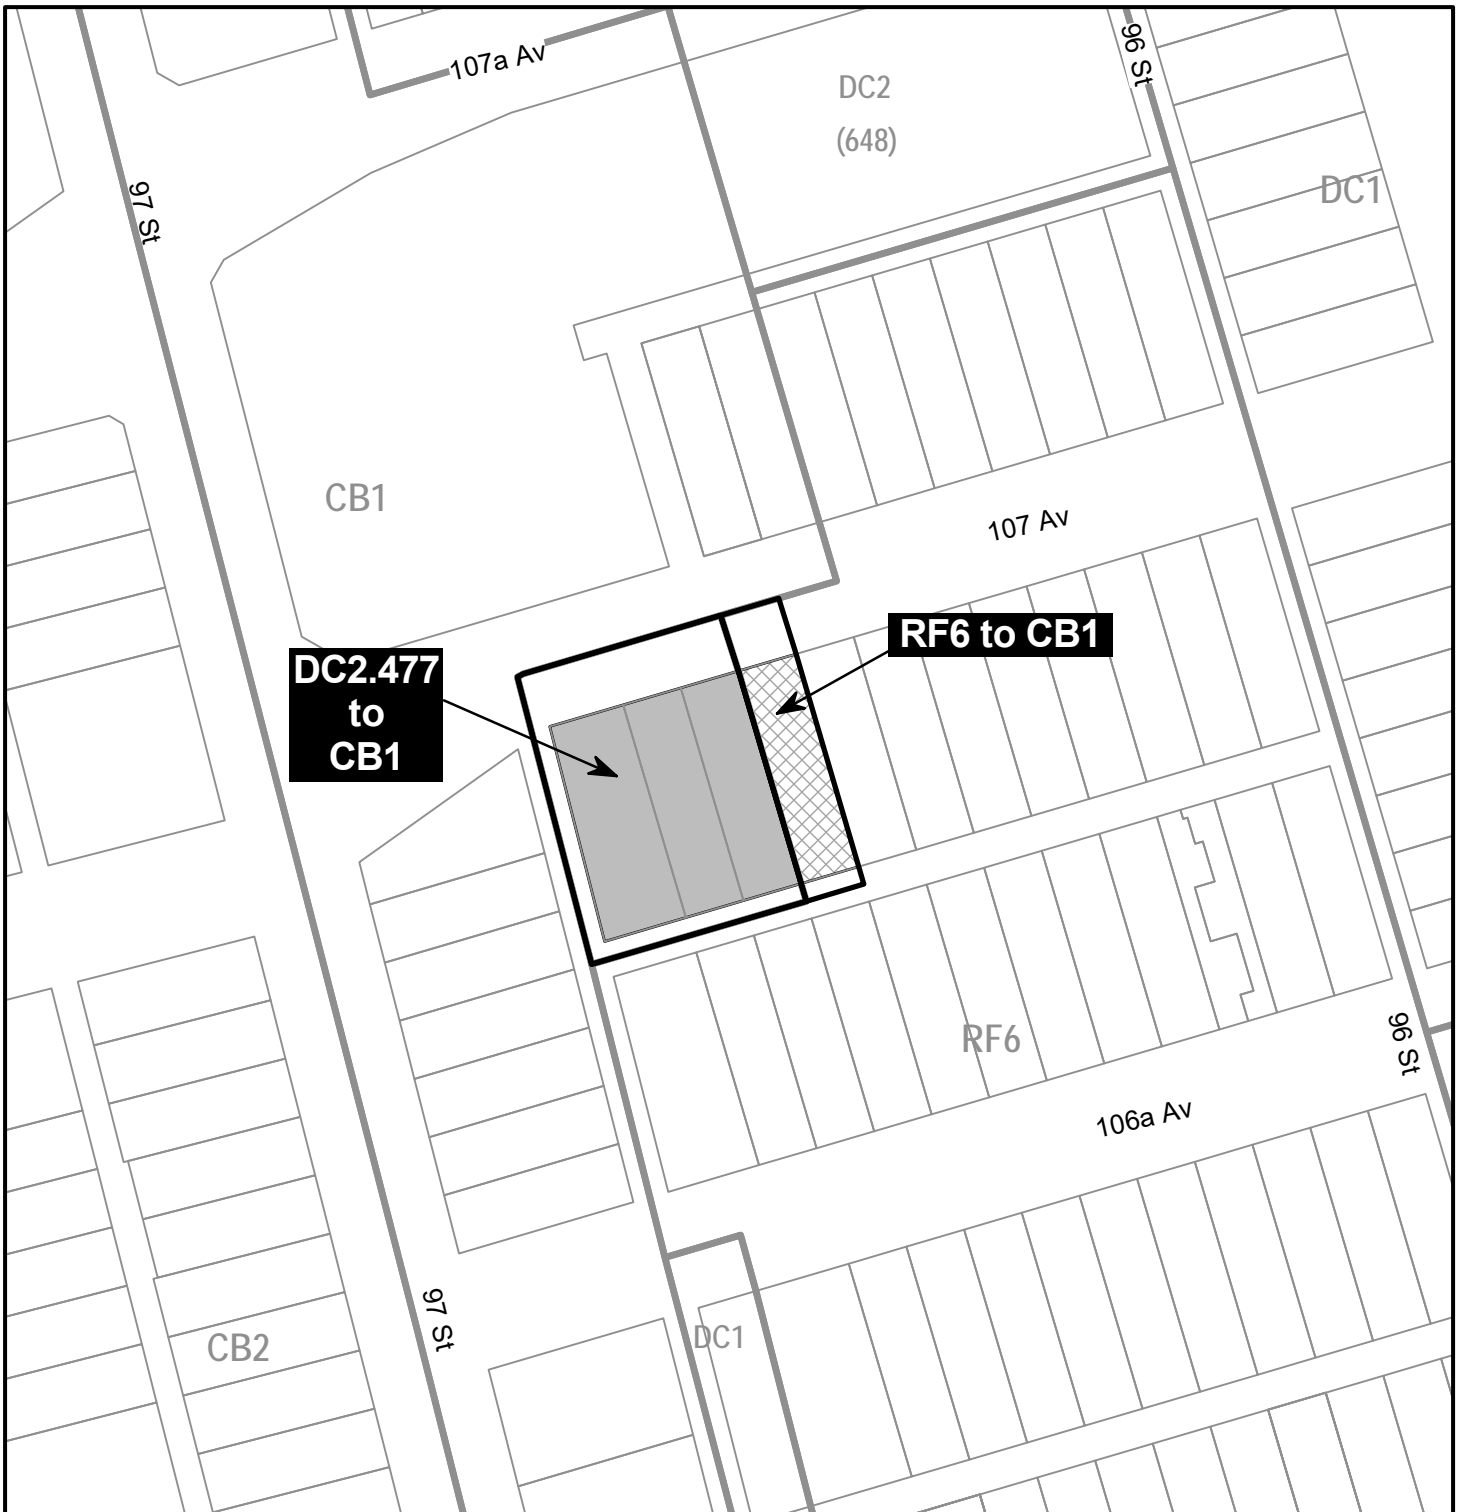 107a Av
96 St
DC2
(648)
DC1
97 St
CB1
107 Av
RF6 to CB1
DC2.477
to
CB1
RF6
96 St
106a Av
97 St
DC1
CB2